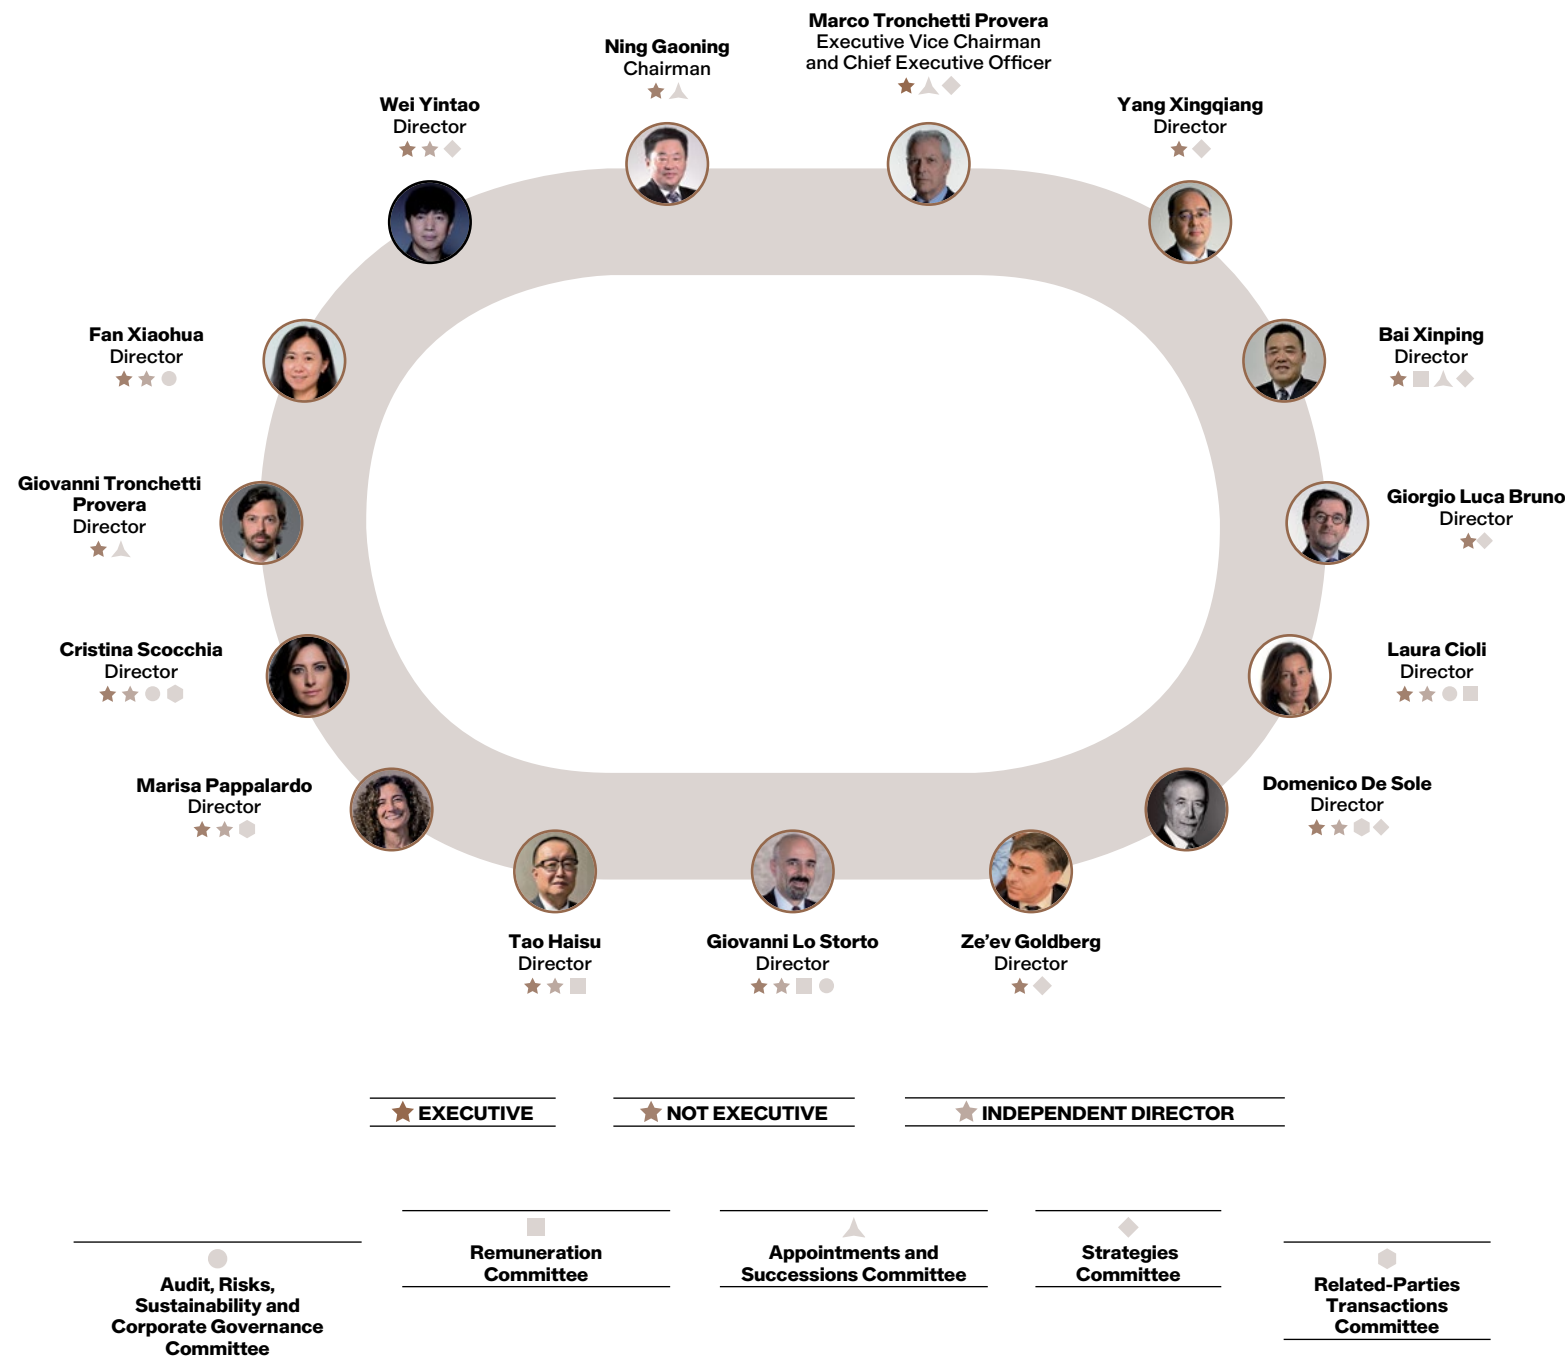 Marco Tronchetti Provera
Executive Vice Chairman
and Chief Executive Officer
Ning Gaoning
Chairman
Wei Yintao
Director
Yang Xingqiang
Director
Fan Xiaohua
Director
Bai Xinping
Director
Giovanni Tronchetti
Provera
Director
Giorgio Luca Bruno
Director
Cristina Scocchia
Director
Laura Cioli
Director
Marisa Pappalardo
Director
Domenico De Sole
Director
Tao Haisu
Director
Giovanni Lo Storto
Director
Ze’ev Goldberg
Director
EXECUTIVE
NOT EXECUTIVE
INDEPENDENT DIRECTOR
Audit, Risks,
Sustainability and
Corporate Governance
Committee
Remuneration
Committee
Appointments and
Successions Committee
Strategies
Committee
Related-Parties
Transactions
Committee